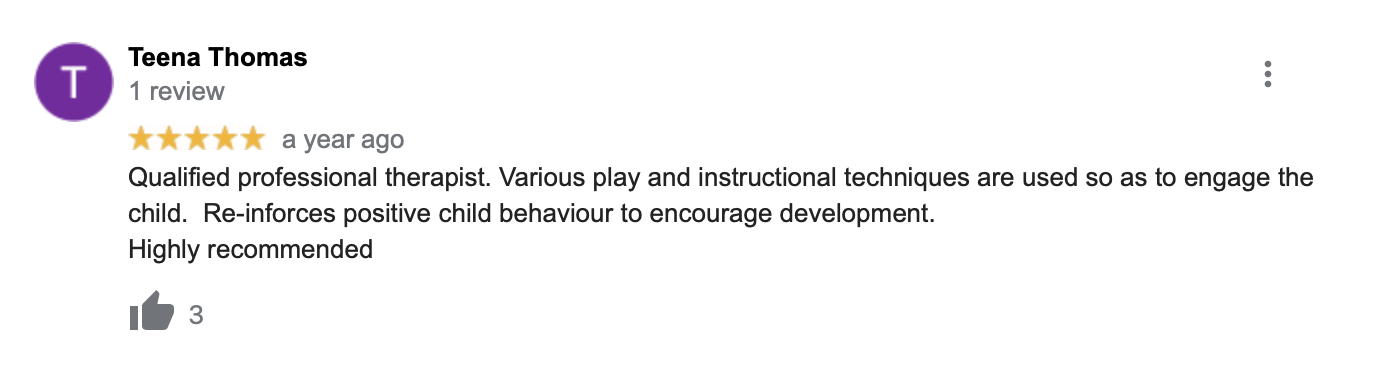 T
Teena Thomas
1 review
a year ago
Qualified professional therapist. Various play and instructional techniques are used so as to engage the
child.  Re-inforces positive child behaviour to encourage development.
Highly recommended
3